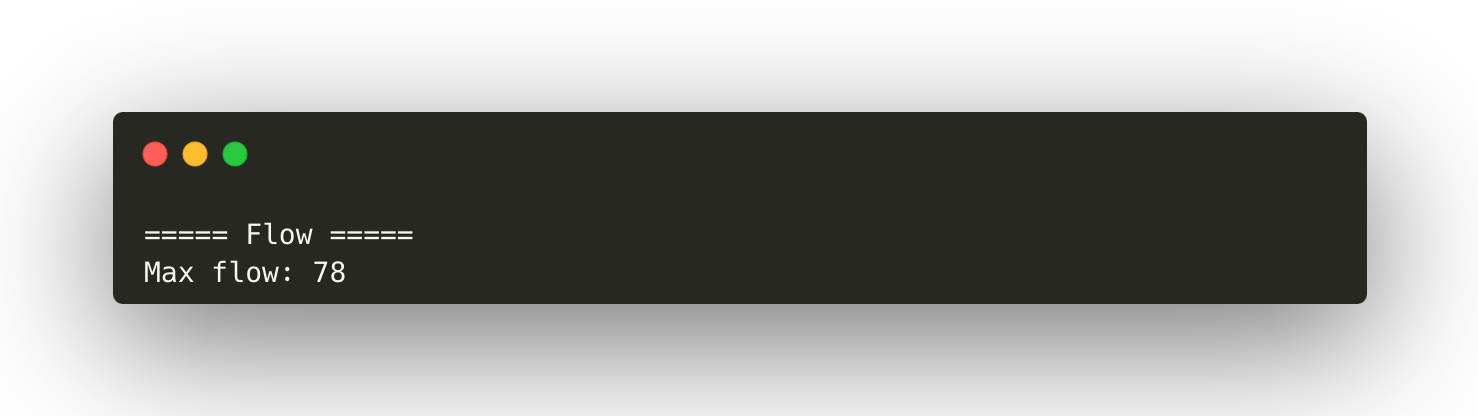 ===== Flow =====
Max flow: 78